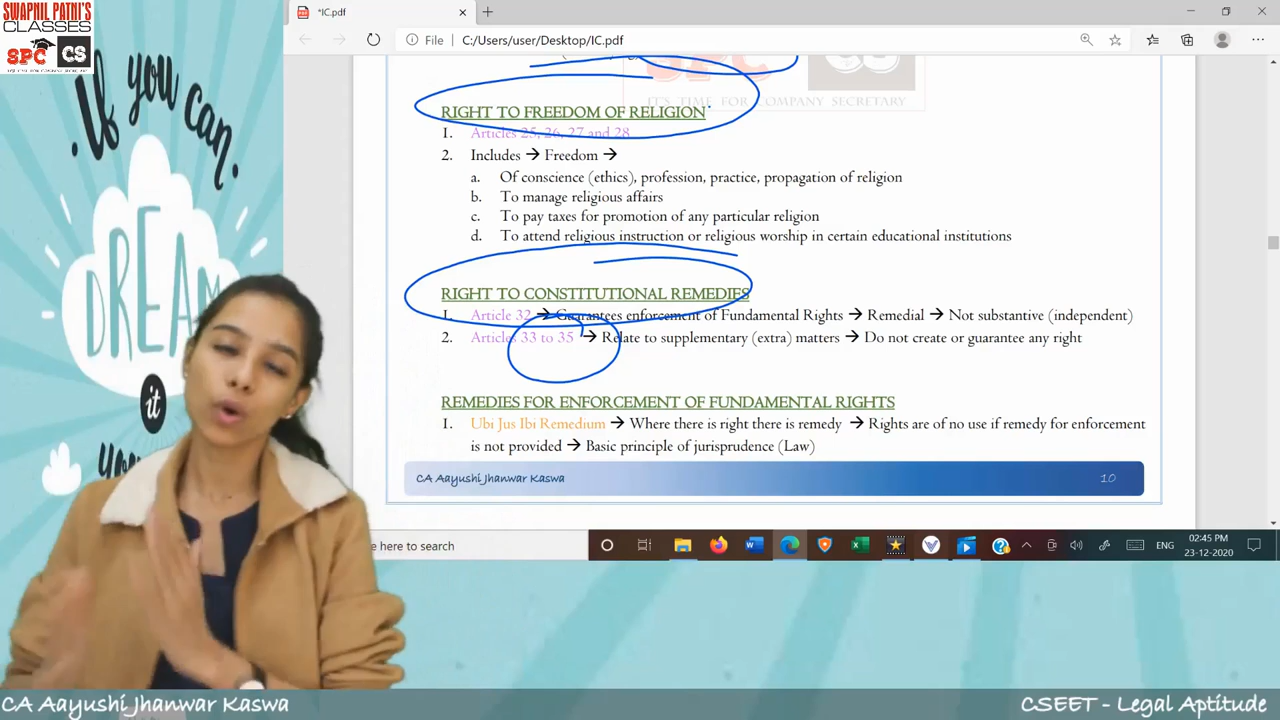 SWAPNIL PATNI'S
CLASSES
SPC CS
If you can
DREAM
it
*IC.pdf
File C:/Users/user/Desktop/IC.pdf
IT'S TIME FOR COMPANY SECRETARY
RIGHT TO FREEDOM OF RELIGION
1. Articles 25, 26, 27 and 28
2. Includes → Freedom →
a. Of conscience (ethics), profession, practice, propagation of religion
b. To manage religious affairs
c. To pay taxes for promotion of any particular religion
d. To attend religious instruction or religious worship in certain educational institutions
RIGHT TO CONSTITUTIONAL REMEDIES
1. Article 32 → Guarantees enforcement of Fundamental Rights → Remedial → Not substantive (independent)
2. Articles 33 to 35 → Relate to supplementary (extra) matters → Do not create or guarantee any right
REMEDIES FOR ENFORCEMENT OF FUNDAMENTAL RIGHTS
1. Ubi Jus Ibi Remedium → Where there is right there is remedy → Rights are of no use if remedy for enforcement
is not provided → Basic principle of jurisprudence (Law)
CA Aayushi Jhanwar Kaswa 10
here to search
ENG
02:45 PM
23-12-2020
CA Aayushi Jhanwar Kaswa
CSEET - Legal Aptitude